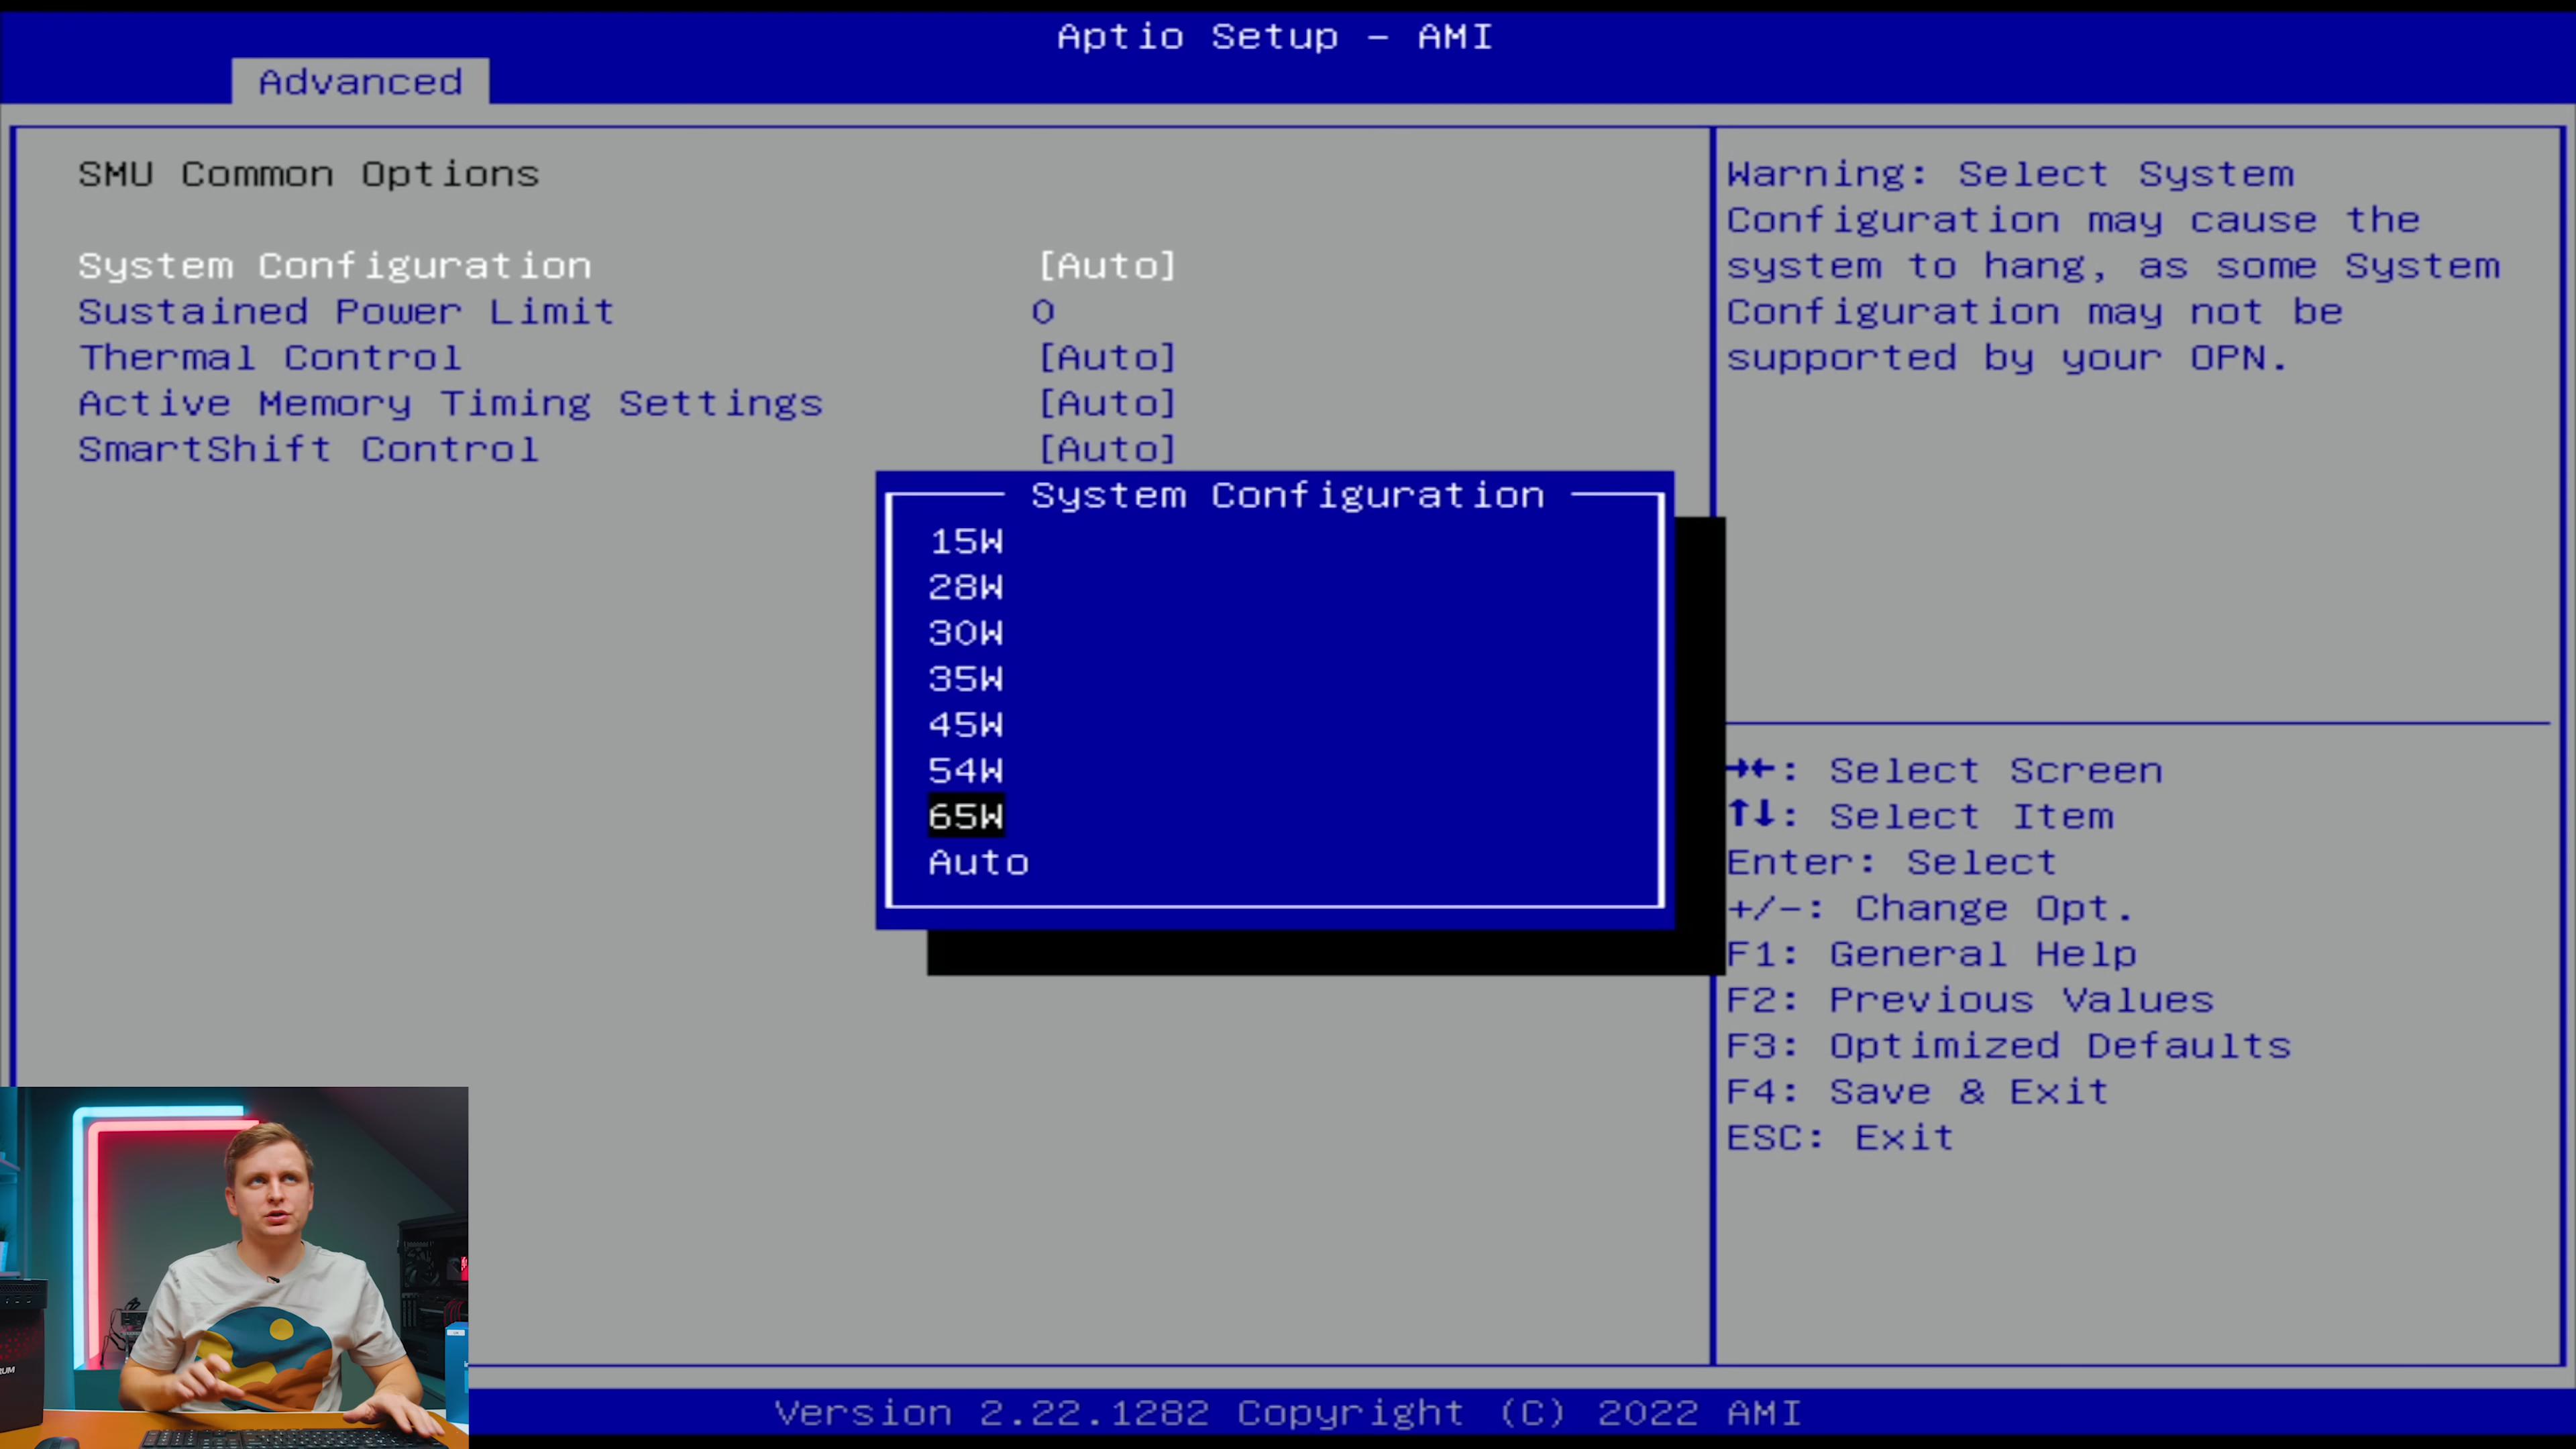 Aptio Setup – AMI
Advanced
SMU Common Options
System Configuration [Auto]
Sustained Power Limit 0
Thermal Control [Auto]
Active Memory Timing Settings [Auto]
SmartShift Control [Auto]
System Configuration
15W
28W
30W
35W
45W
54W
65W
Auto
Warning: Select System
Configuration may cause the
system to hang, as some System
Configuration may not be
supported by your OPN.
→←: Select Screen
↑↓: Select Item
Enter: Select
+/-: Change Opt.
F1: General Help
F2: Previous Values
F3: Optimized Defaults
F4: Save & Exit
ESC: Exit
Version 2.22.1282 Copyright (C) 2022 AMI